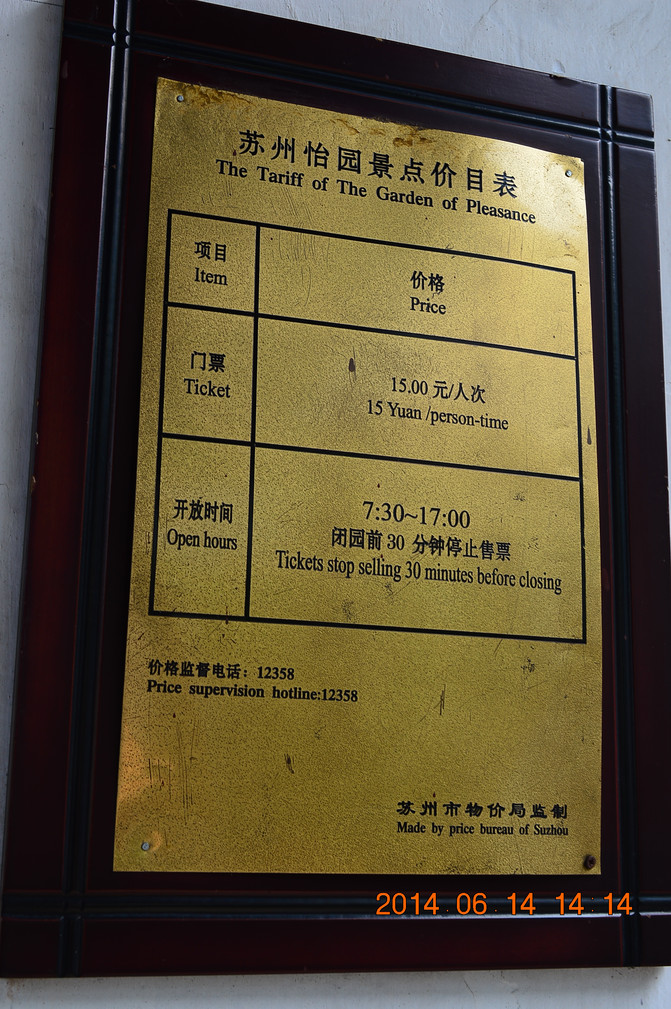 苏州怡园景点价目表
The Tariff of The Garden of Pleasance
项目
Item
价格
Price
门票
Ticket
15.00 元/人次
15 Yuan /person-time
开放时间
Open hours
7:30~17:00
闭园前 30 分钟停止售票
Tickets stop selling 30 minutes before closing
价格监督电话：12358
Price supervision hotline:12358
苏州市物价局监制
Made by price bureau of Suzhou
2014. 06. 14 14:14